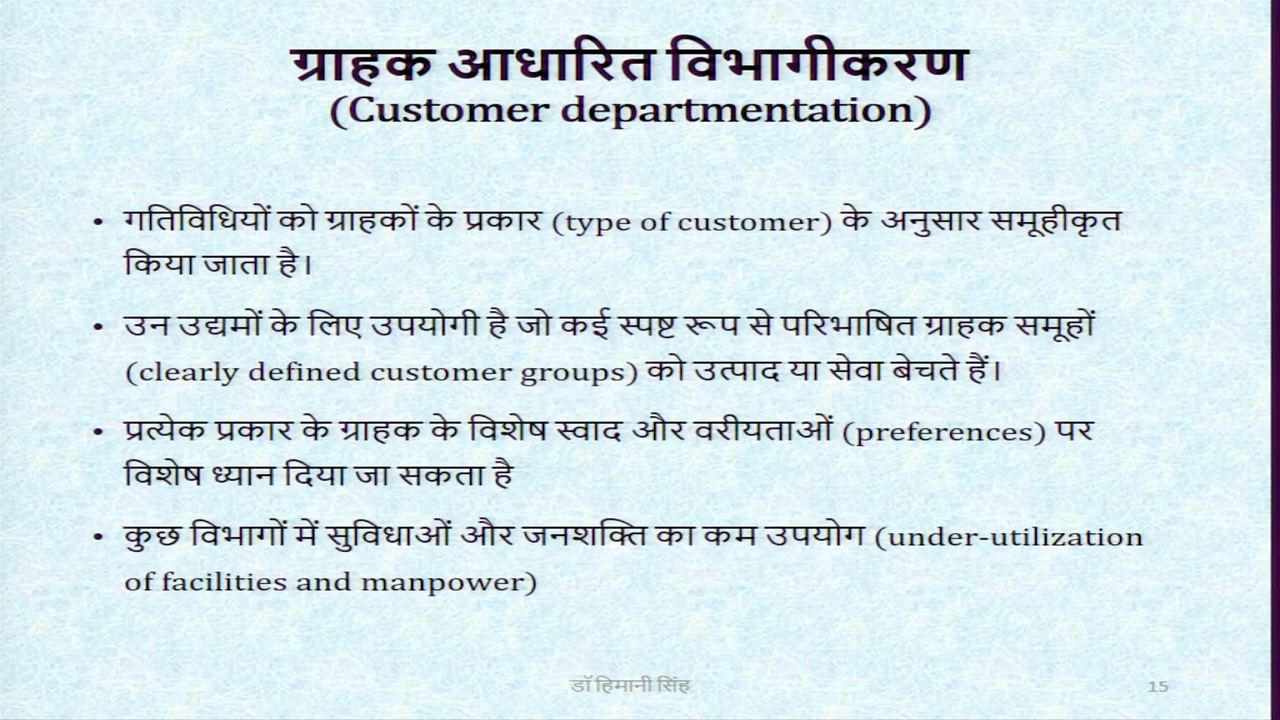 ग्राहक आधारित विभागीकरण
(Customer departmentation)
• गतिविधियों को ग्राहकों के प्रकार (type of customer) के अनुसार समूहीकृत
किया जाता है।
• उन उद्यमों के लिए उपयोगी है जो कई स्पष्ट रूप से परिभाषित ग्राहक समूहों
(clearly defined customer groups) को उत्पाद या सेवा बेचते हैं।
• प्रत्येक प्रकार के ग्राहक के विशेष स्वाद और वरीयताओं (preferences) पर
विशेष ध्यान दिया जा सकता है
• कुछ विभागों में सुविधाओं और जनशक्ति का कम उपयोग (under-utilization
of facilities and manpower)
डॉ हिमानी सिंह 15